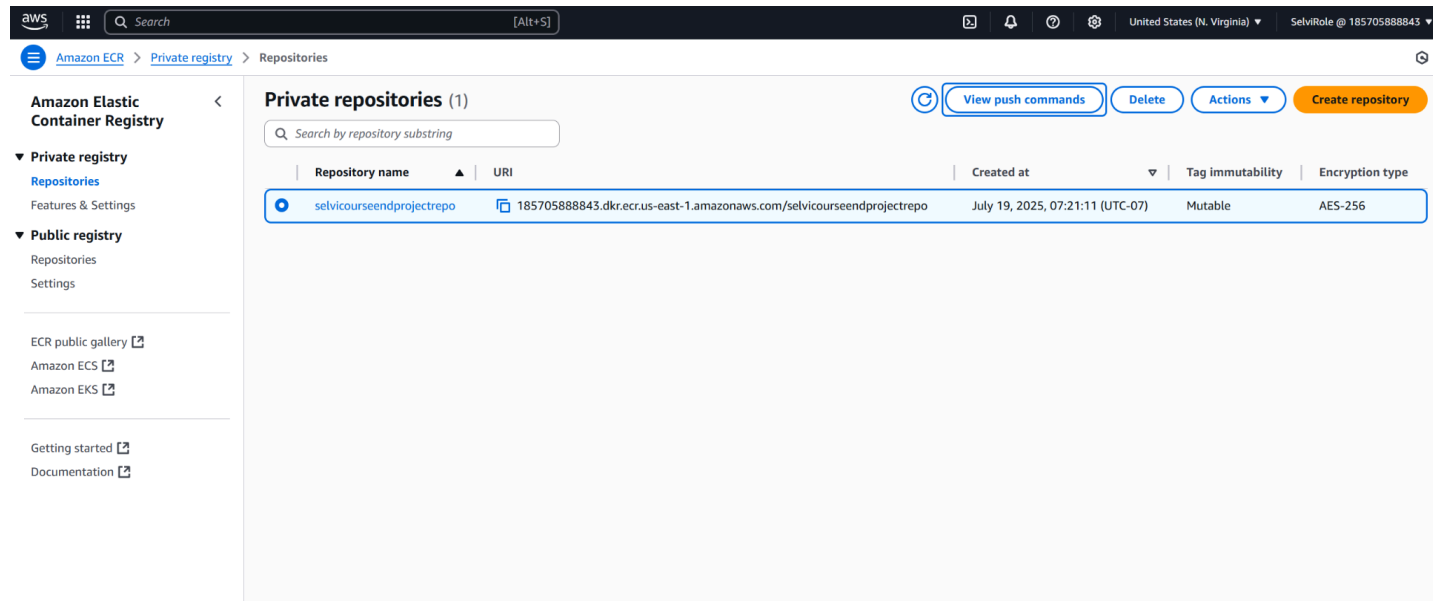 aws Search [Alt+S] United States (N. Virginia) ▼ SelviRole @ 185705888843 ▼
Amazon ECR > Private registry > Repositories
Amazon Elastic
Container Registry
Private registry
Repositories
Features & Settings
Public registry
Repositories
Settings
ECR public gallery
Amazon ECS
Amazon EKS
Getting started
Documentation
Private repositories (1)
View push commands Delete Actions ▼ Create repository
Search by repository substring
Repository name URI Created at Tag immutability Encryption type
selvicourseendprojectrepo 185705888843.dkr.ecr.us-east-1.amazonaws.com/selvicourseendprojectrepo July 19, 2025, 07:21:11 (UTC-07) Mutable AES-256